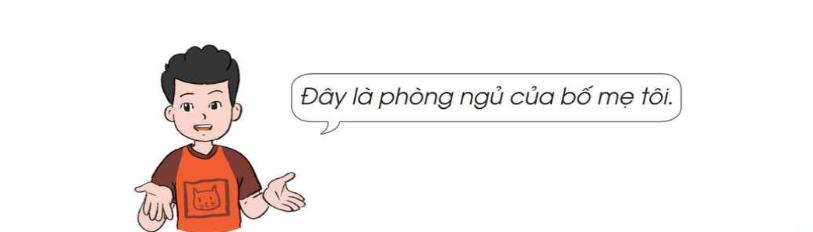 Đây là phòng ngủ của bố mẹ tôi.